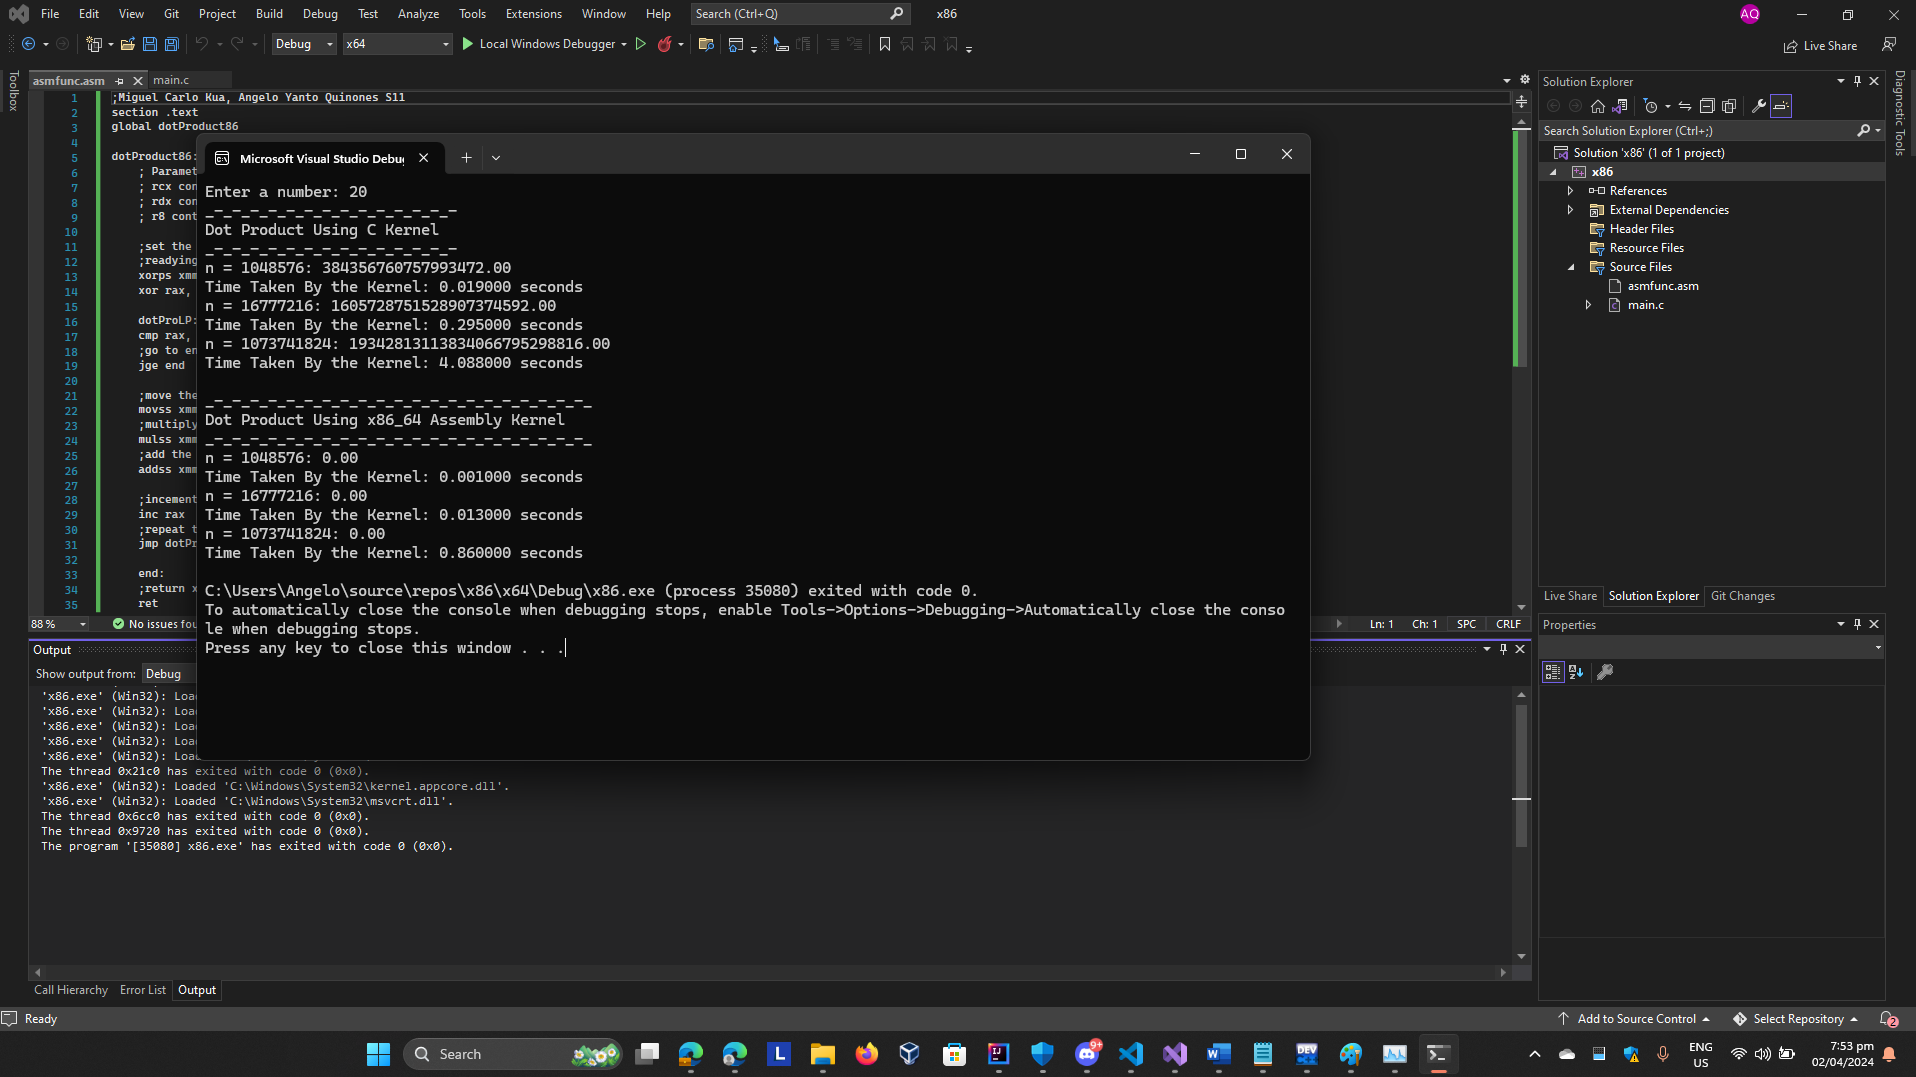 File Edit View Git Project Build Debug Test Analyze Tools Extensions Window Help Search (Ctrl+Q) x86 AQ
Debug x64 Local Windows Debugger Live Share
Toolbox
asmfunc.asm main.c
1 ;Miguel Carlo Kua, Angelo Yanto Quinones S11
2 section .text
3 global dotProduct86
4
5 dotProduct86:
6 ; Paramet
7 ; rcx con
8 ; rdx con
9 ; r8 cont
10
11 ;set the
12 ;readying
13 xorps xmm
14 xor rax,
15
16 dotProLP:
17 cmp rax,
18 ;go to en
19 jge end
20
21 ;move the
22 movss xmm
23 ;multiply
24 mulss xmm
25 ;add the
26 addss xmm
27
28 ;incement
29 inc rax
30 ;repeat t
31 jmp dotPr
32
33 end:
34 ;return x
35 ret
88 % No issues fou Ln: 1 Ch: 1 SPC CRLF
Microsoft Visual Studio Debug
Enter a number: 20
_-_-_-_-_-_-_-_-_-_-_-_-_-_-
Dot Product Using C Kernel
_-_-_-_-_-_-_-_-_-_-_-_-_-_-
n = 1048576: 384356760757993472.00
Time Taken By the Kernel: 0.019000 seconds
n = 16777216: 1605728751528907374592.00
Time Taken By the Kernel: 0.295000 seconds
n = 1073741824: 19342813113834066795298816.00
Time Taken By the Kernel: 4.088000 seconds
_-_-_-_-_-_-_-_-_-_-_-_-_-_-_-_-_-_-_-_-_-_
Dot Product Using x86_64 Assembly Kernel
_-_-_-_-_-_-_-_-_-_-_-_-_-_-_-_-_-_-_-_-_-_
n = 1048576: 0.00
Time Taken By the Kernel: 0.001000 seconds
n = 16777216: 0.00
Time Taken By the Kernel: 0.013000 seconds
n = 1073741824: 0.00
Time Taken By the Kernel: 0.860000 seconds
C:\Users\Angelo\source\repos\x86\x64\Debug\x86.exe (process 35080) exited with code 0.
To automatically close the console when debugging stops, enable Tools->Options->Debugging->Automatically close the conso
le when debugging stops.
Press any key to close this window . . .
Output
Show output from: Debug
'x86.exe' (Win32): Loa
'x86.exe' (Win32): Loa
'x86.exe' (Win32): Loa
'x86.exe' (Win32): Loa
'x86.exe' (Win32): Loa
The thread 0x21c0 has exited with code 0 (0x0).
'x86.exe' (Win32): Loaded 'C:\Windows\System32\kernel.appcore.dll'.
'x86.exe' (Win32): Loaded 'C:\Windows\System32\msvcrt.dll'.
The thread 0x6cc0 has exited with code 0 (0x0).
The thread 0x9720 has exited with code 0 (0x0).
The program '[35080] x86.exe' has exited with code 0 (0x0).
Call Hierarchy Error List Output
Solution Explorer
Search Solution Explorer (Ctrl+;)
Solution 'x86' (1 of 1 project)
x86
References
External Dependencies
Header Files
Resource Files
Source Files
asmfunc.asm
main.c
Live Share Solution Explorer Git Changes
Properties
Diagnostic Tools
Ready Add to Source Control Select Repository 2
Search
9+
ENG
US
7:53 pm
02/04/2024